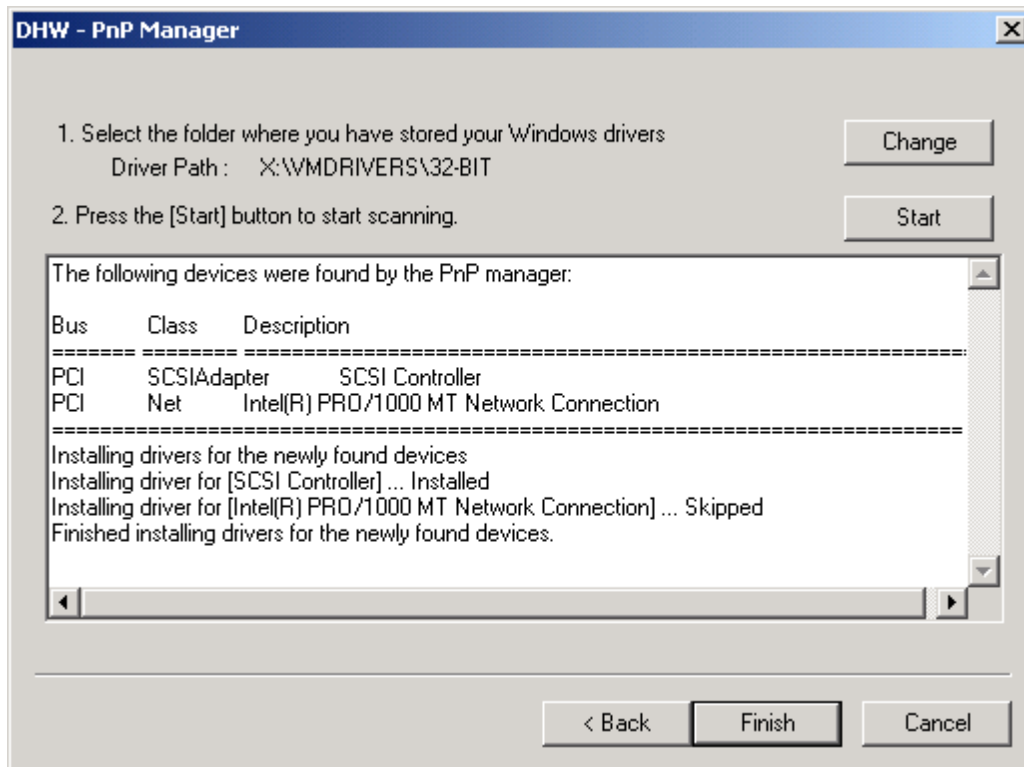 DHW - PnP Manager
1. Select the folder where you have stored your Windows drivers
Change
Driver Path : X:\VMDRIVERS\32-BIT
2. Press the [Start] button to start scanning.
Start
The following devices were found by the PnP manager:
Bus Class Description
======= ======== ============================================================
PCI SCSIAdapter SCSI Controller
PCI Net Intel(R) PRO/1000 MT Network Connection
============================================================================
Installing drivers for the newly found devices
Installing driver for [SCSI Controller] ... Installed
Installing driver for [Intel(R) PRO/1000 MT Network Connection] ... Skipped
Finished installing drivers for the newly found devices.
< Back Finish Cancel